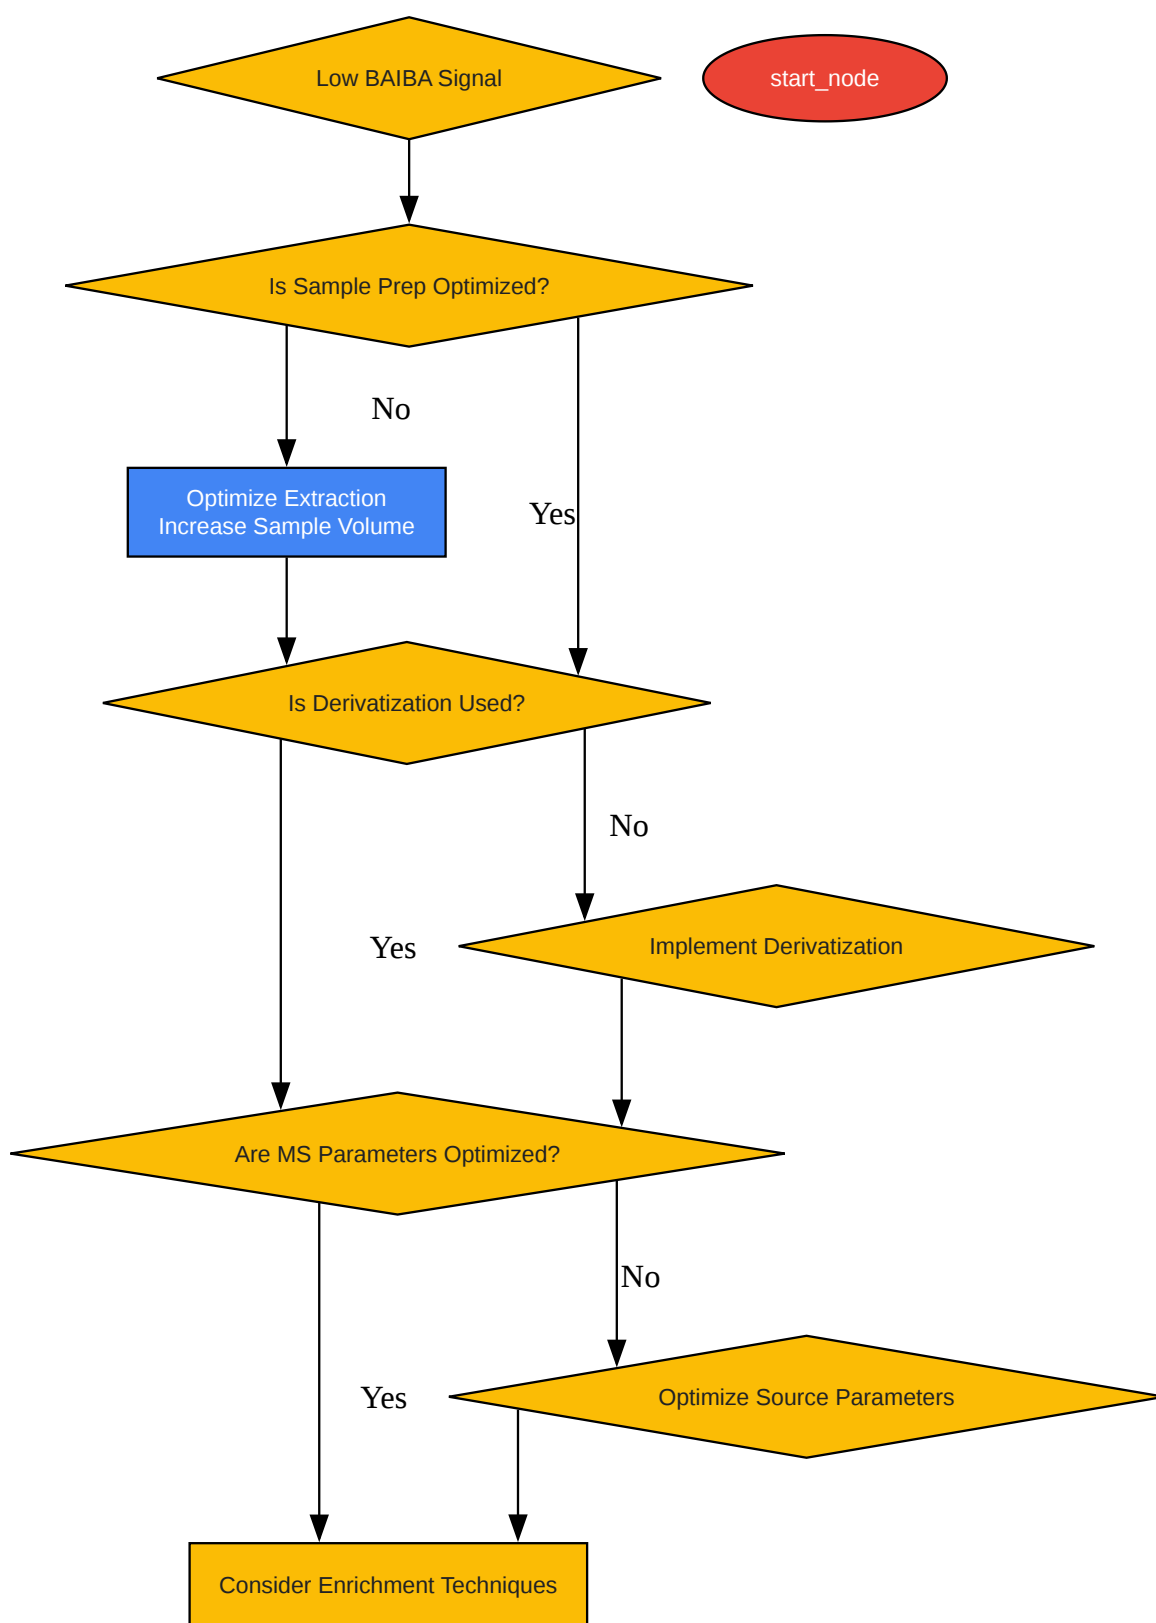 Low BAIBA Signal
start_node
Is Sample Prep Optimized?
No
Optimize Extraction
Increase Sample Volume
Yes
Is Derivatization Used?
No
Yes
Implement Derivatization
Are MS Parameters Optimized?
No
Yes
Optimize Source Parameters
Consider Enrichment Techniques